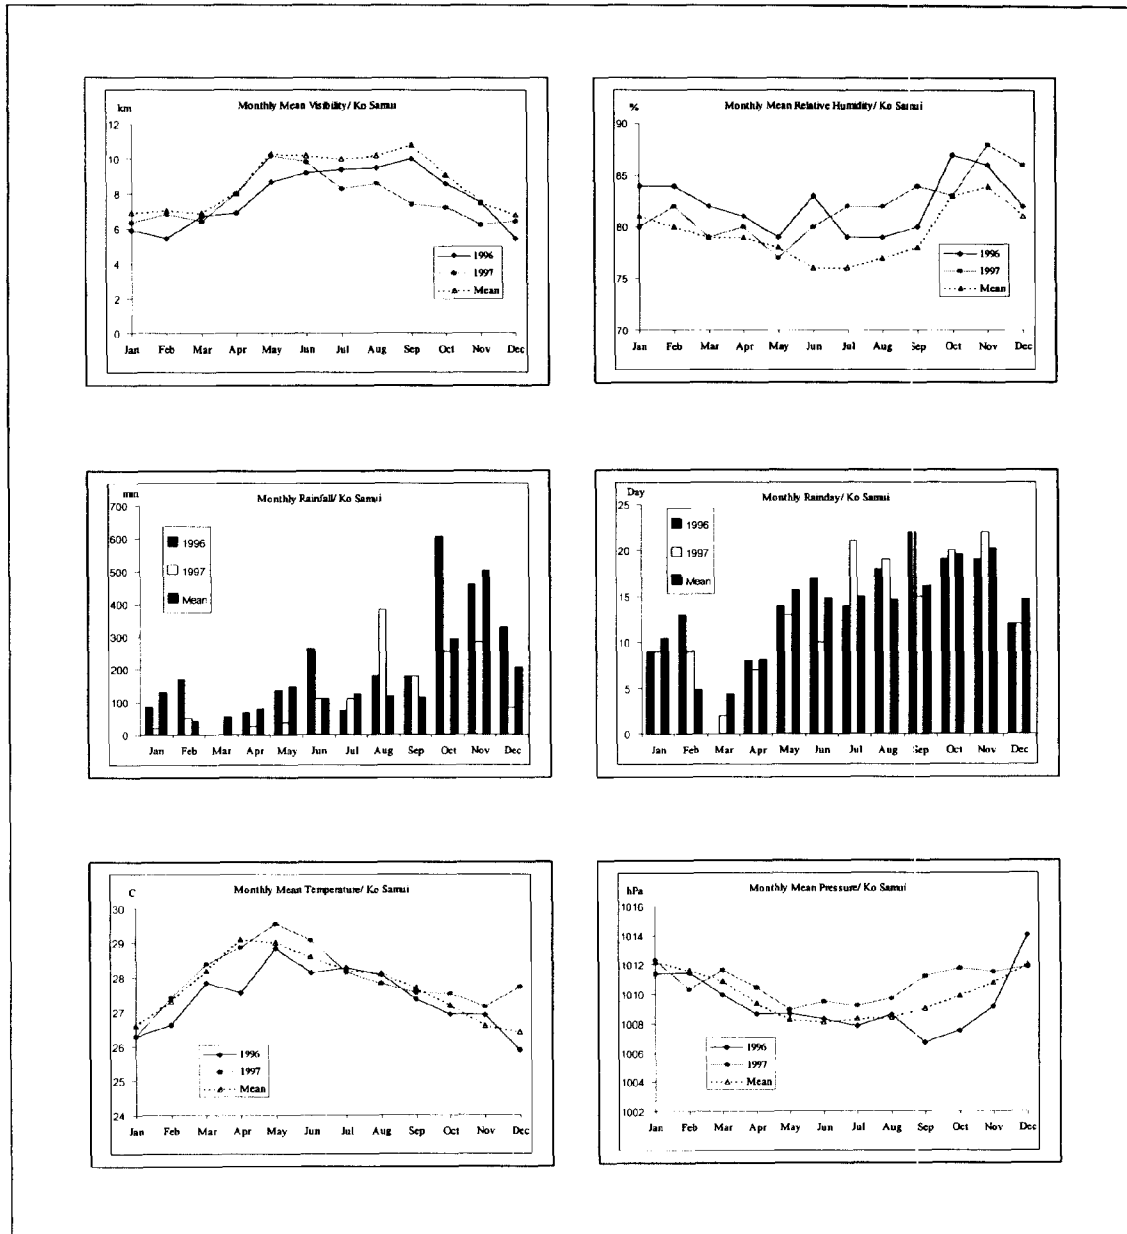 km
Monthly Mean Visibility/ Ko Samui
12
10
8
6
4
2
0
1996
1997
Mean
Jan Feb Mar Apr May Jun Jul Aug Sep Oct Nov Dec
%
Monthly Mean Relative Humidity/ Ko Samui
90
85
80
75
70
1996
1997
Mean
Jan Feb Mar Apr May Jun Jul Aug Sep Oct Nov Dec
mm
Monthly Rainfall/ Ko Samui
700
600
500
400
300
200
100
0
1996
1997
Mean
Jan Feb Mar Apr May Jun Jul Aug Sep Oct Nov Dec
Day
Monthly Rainday/ Ko Samui
25
20
15
10
5
0
1996
1997
Mean
Jan Feb Mar Apr May Jun Jul Aug Sep Oct Nov Dec
C
Monthly Mean Temperature/ Ko Samui
30
29
28
27
26
25
24
1996
1997
Mean
Jan Feb Mar Apr May Jun Jul Aug Sep Oct Nov Dec
hPa
Monthly Mean Pressure/ Ko Samui
1016
1014
1012
1010
1008
1006
1004
1002
1996
1997
Mean
Jan Feb Mar Apr May Jun Jul Aug Sep Oct Nov Dec